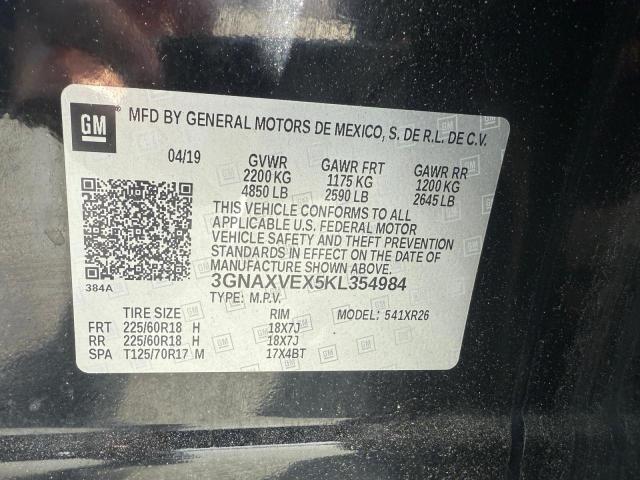 GM MFD BY GENERAL MOTORS DE MEXICO, S. DE R.L. DE C.V.
04/19 GVWR GAWR FRT GAWR RR
2200 KG 1175 KG 1200 KG
4850 LB 2590 LB 2645 LB
THIS VEHICLE CONFORMS TO ALL
APPLICABLE U.S. FEDERAL MOTOR
VEHICLE SAFETY AND THEFT PREVENTION
STANDARDS IN EFFECT ON THE DATE OF
MANUFACTURE SHOWN ABOVE.
384A 3GNAXVEX5KL354984
TYPE: M.P.V.
TIRE SIZE RIM MODEL: 541XR26
FRT 225/60R18 H 18X7J
RR 225/60R18 H 18X7J
SPA T125/70R17 M 17X4BT